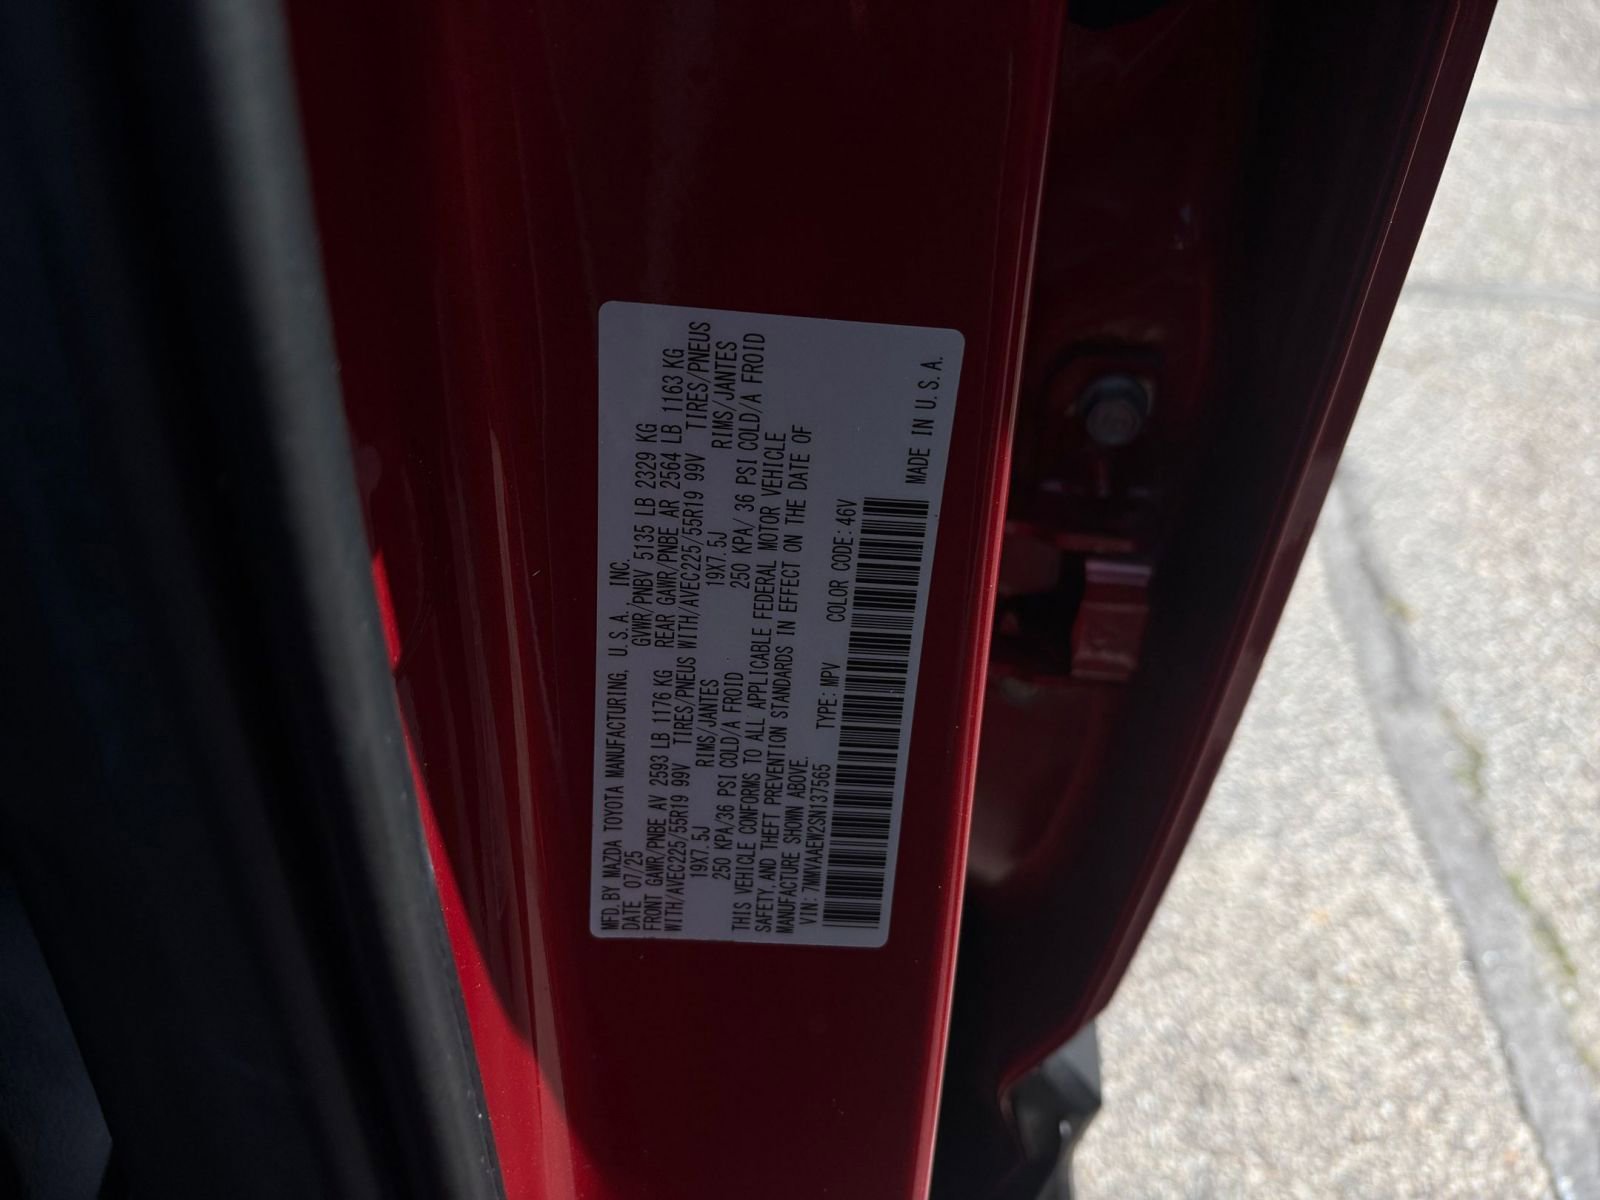 MFD. BY MAZDA TOYOTA MANUFACTURING, U.S.A., INC.
DATE 07/25 GVWR/PNBV 5135 LB 2329 KG
FRONT GAWR/PNBE AV 2593 LB 1176 KG REAR GAWR/PNBE AR 2564 LB 1163 KG
WITH/AVEC225/55R19 99V TIRES/PNEUS WITH/AVEC225/55R19 99V TIRES/PNEUS
19X7.5J RIMS/JANTES 19X7.5J RIMS/JANTES
250 KPA/36 PSI COLD/A FROID 250 KPA/ 36 PSI COLD/A FROID
THIS VEHICLE CONFORMS TO ALL APPLICABLE FEDERAL MOTOR VEHICLE
SAFETY, AND THEFT PREVENTION STANDARDS IN EFFECT ON THE DATE OF
MANUFACTURE SHOWN ABOVE.
VIN: 7MMVAAEW2SN137565 TYPE: MPV COLOR CODE: 46V
MADE IN U.S.A.